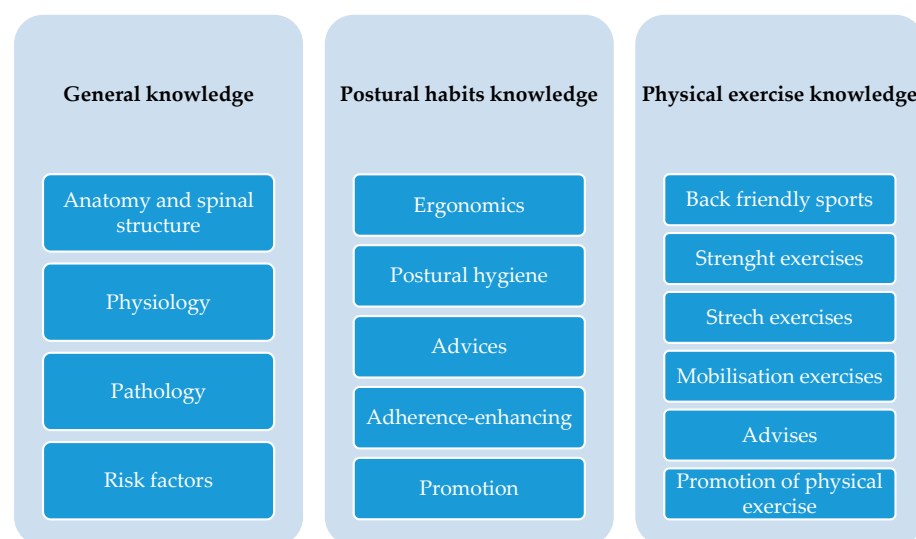 General knowledge
Anatomy and spinal
structure
Physiology
Pathology
Risk factors
Postural habits knowledge
Ergonomics
Postural hygiene
Advices
Adherence-enhancing
Promotion
Physical exercise knowledge
Back friendly sports
Strenght exercises
Strech exercises
Mobilisation exercises
Advises
Promotion of physical
exercise